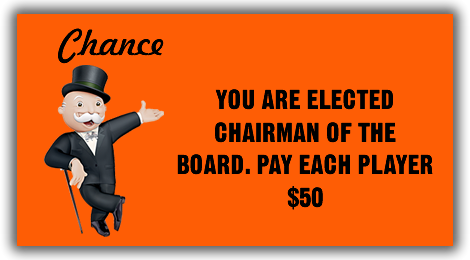 Chance
YOU ARE ELECTED
CHAIRMAN OF THE
BOARD. PAY EACH PLAYER
$50